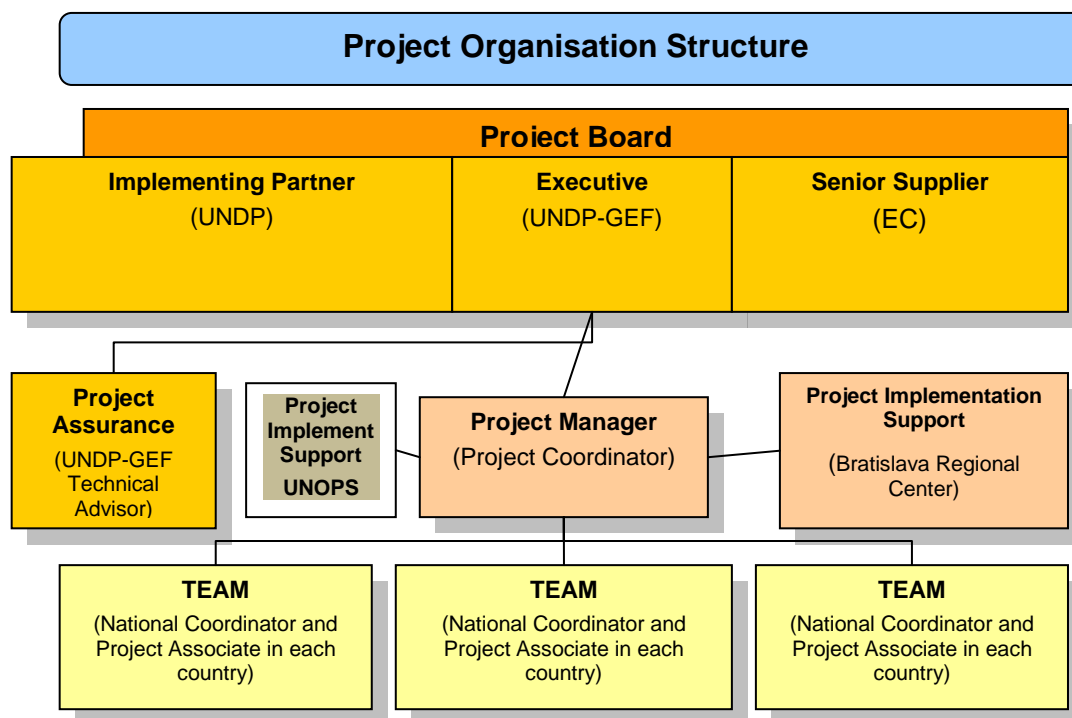 Project Organisation Structure
Project Board
Implementing Partner
(UNDP)
Executive
(UNDP-GEF)
Senior Supplier
(EC)
Project
Assurance
(UNDP-GEF
Technical
Advisor)
Project
Implement
Support
UNOPS
Project Manager
(Project Coordinator)
Project Implementation
Support
(Bratislava Regional
Center)
TEAM
(National Coordinator and
Project Associate in each
country)
TEAM
(National Coordinator and
Project Associate in each
country)
TEAM
(National Coordinator and
Project Associate in each
country)